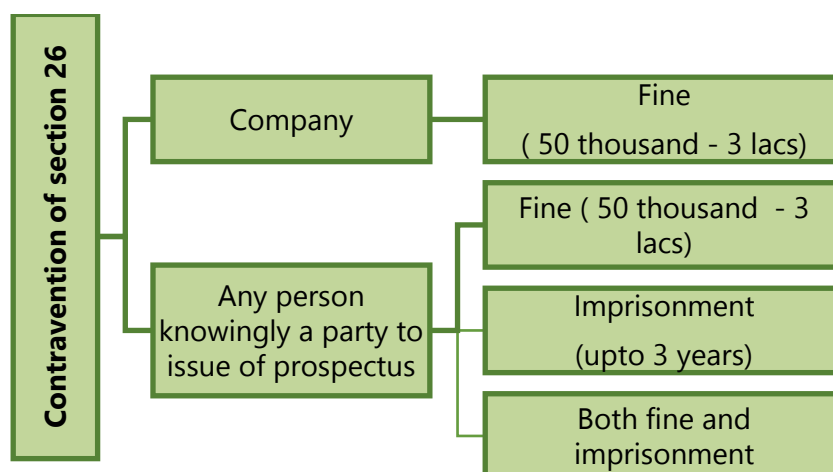 Contravention of section 26
Company
Fine
( 50 thousand - 3 lacs)
Any person
knowingly a party to
issue of prospectus
Fine ( 50 thousand - 3
lacs)
Imprisonment
(upto 3 years)
Both fine and
imprisonment